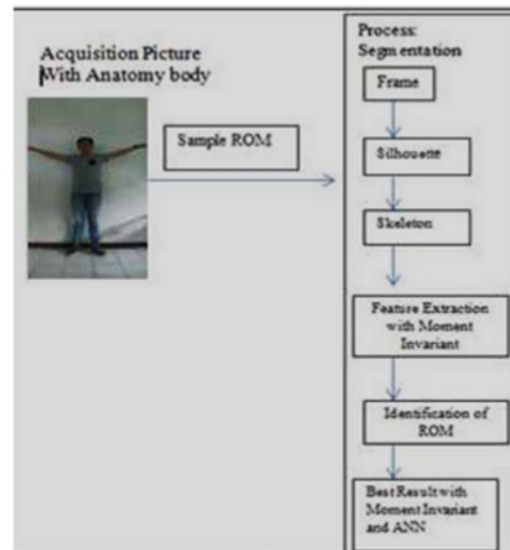 Acquisition Picture
With Anatomy body
Sample ROM
Process:
Segmentation
Frame
Silhouette
Skeleton
Feature Extraction
with Moment
Invariant
Identification of
ROM
Best Result with
Moment Invariant
and ANN